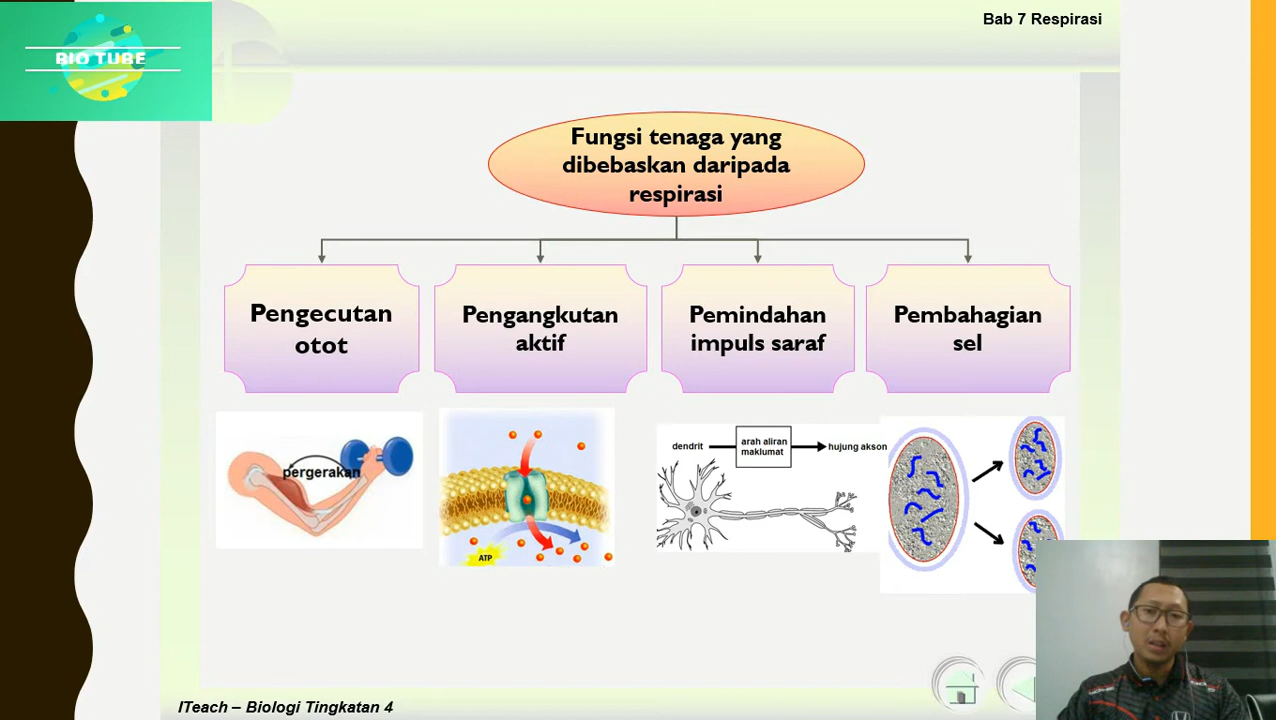 Bab 7 Respirasi
BIO TUBE
Fungsi tenaga yang
dibebaskan daripada
respirasi
Pengecutan
otot
Pengangkutan
aktif
Pemindahan
impuls saraf
Pembahagian
sel
pergerakan
ATP
dendrit
arah aliran
maklumat
hujung akson
ITeach – Biologi Tingkatan 4